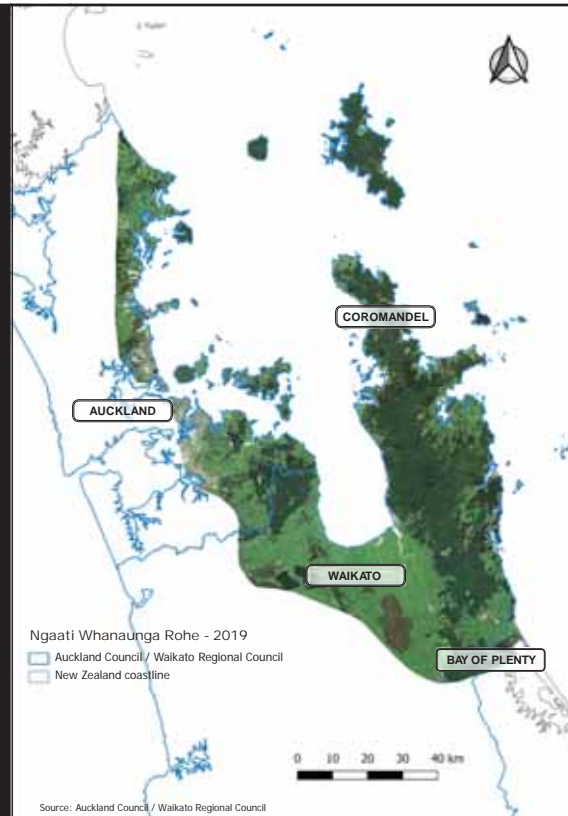 COROMANDEL
AUCKLAND
WAIKATO
BAY OF PLENTY
Ngaati Whanaunga Rohe - 2019
Auckland Council / Waikato Regional Council
New Zealand coastline
0 10 20 30 40 km
Source: Auckland Council / Waikato Regional Council